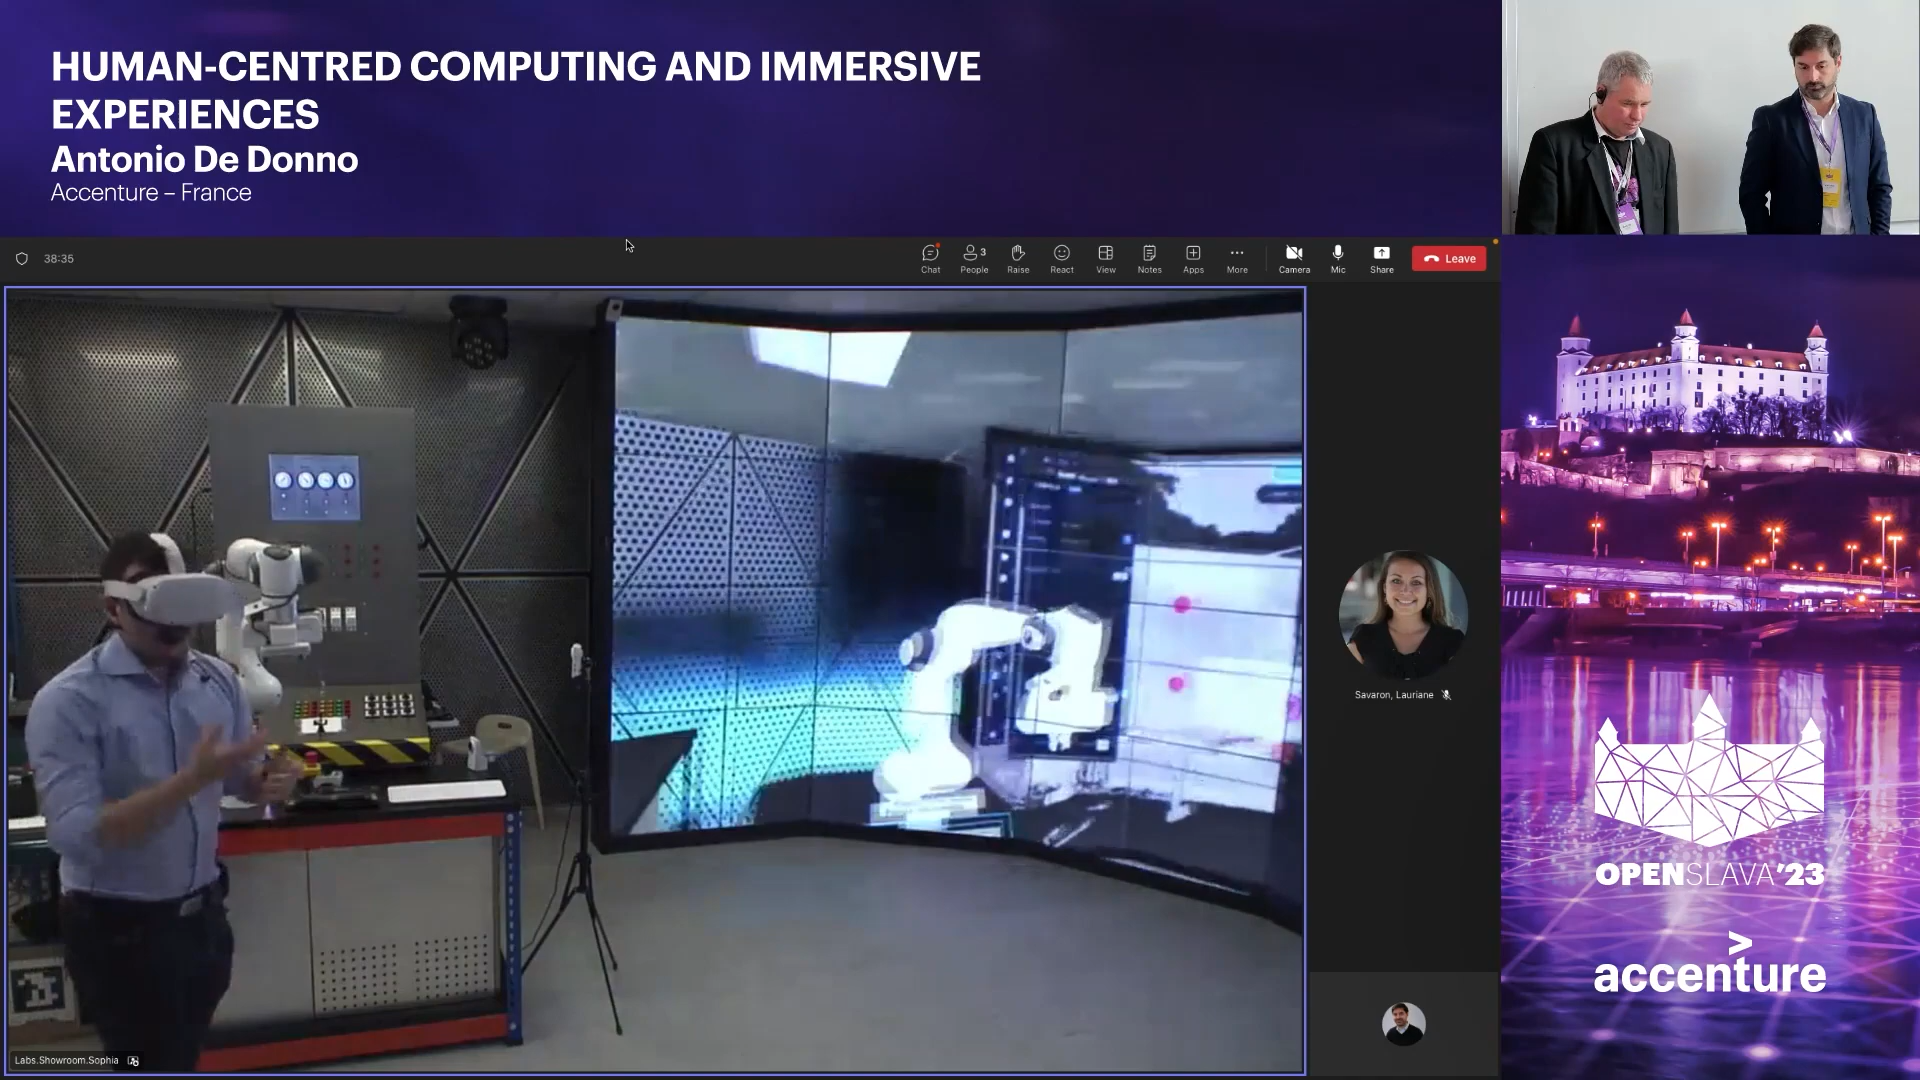 HUMAN-CENTRED COMPUTING AND IMMERSIVE
EXPERIENCES
Antonio De Donno
Accenture – France
38:35
Chat
People
3
Raise
React
View
Notes
Apps
More
Camera
Mic
Share
Leave
Savaron, Lauriane
Labs.Showroom.Sophia
OPENSLAVA'23
accenture